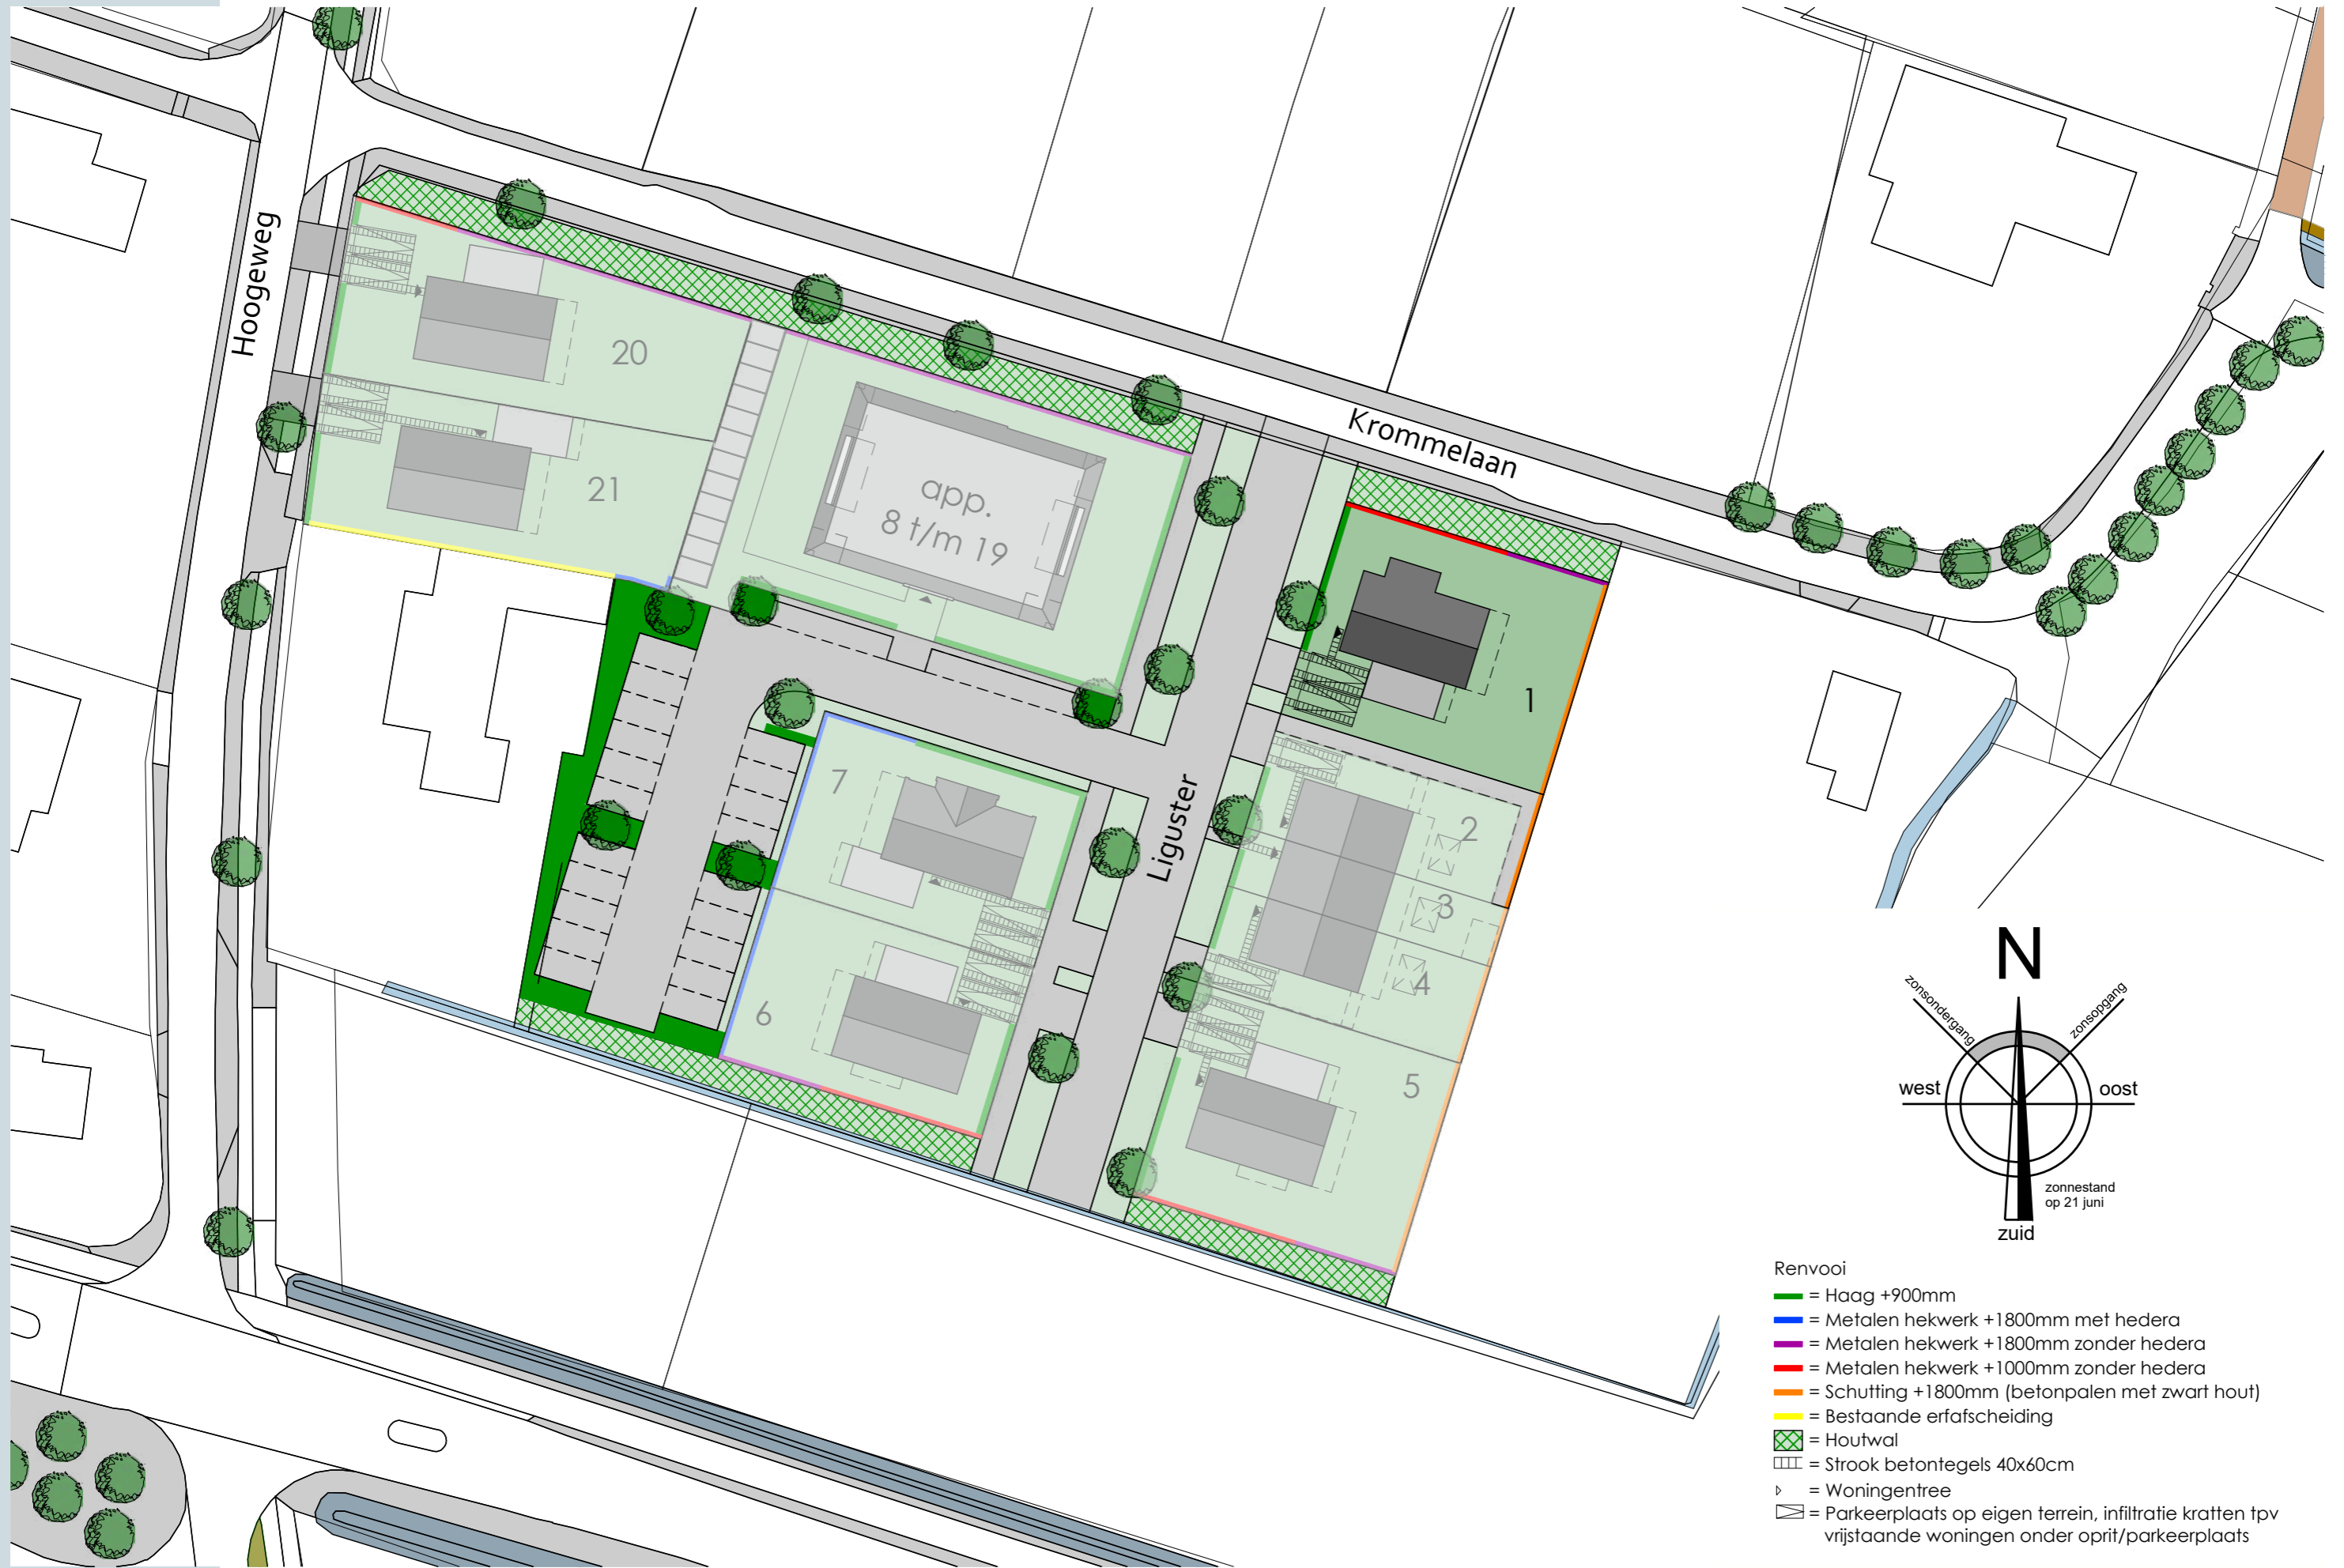 Hoogeweg
Krommelaan
Liguster
20
21
app.
8 t/m 19
1
2
3
4
5
6
7
N
zonsondergang
zonsopgang
west
oost
zonnestand
op 21 juni
zuid
Renvooi
= Haag +900mm
= Metalen hekwerk +1800mm met hedera
= Metalen hekwerk +1800mm zonder hedera
= Metalen hekwerk +1000mm zonder hedera
= Schutting +1800mm (betonpalen met zwart hout)
= Bestaande erfafscheiding
= Houtwal
= Strook betontegels 40x60cm
= Woningentree
= Parkeerplaats op eigen terrein, infiltratie kratten tpv
vrijstaande woningen onder oprit/parkeerplaats